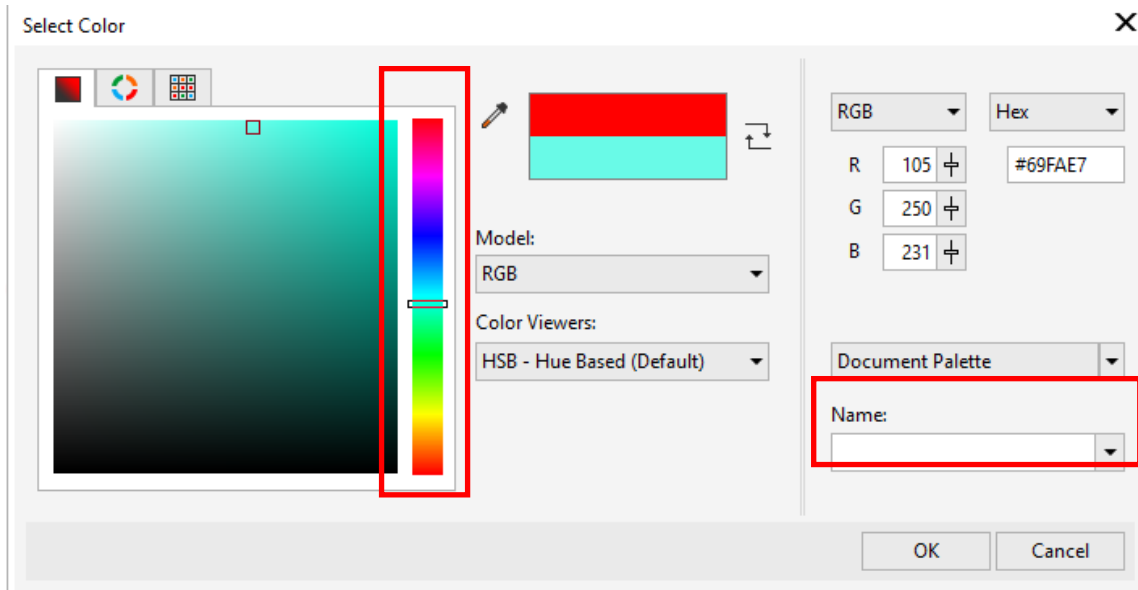 Select Color
RGB
Hex
R 105
#69FAE7
G 250
B 231
Model:
RGB
Color Viewers:
HSB - Hue Based (Default)
Document Palette
Name:
OK
Cancel